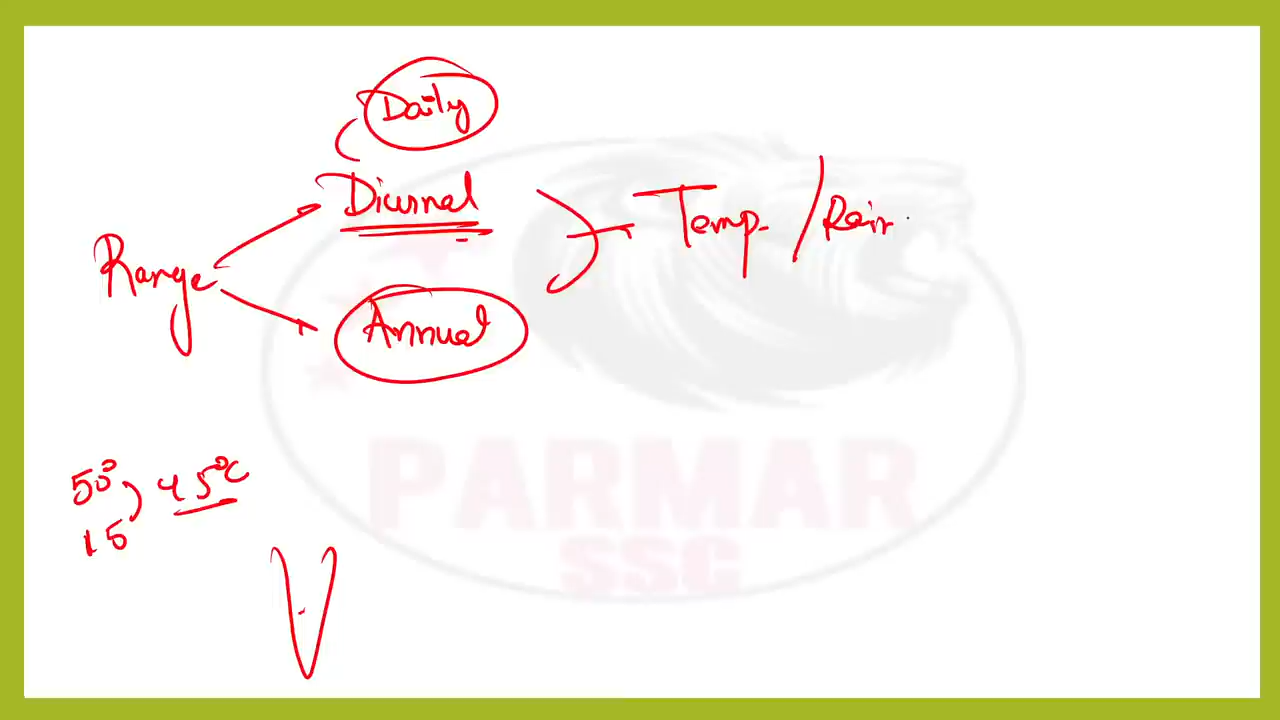 Daily
Diurnal
Temp. / Rain
Range
Annual
50°
45°C
15
PARMAR
SSC